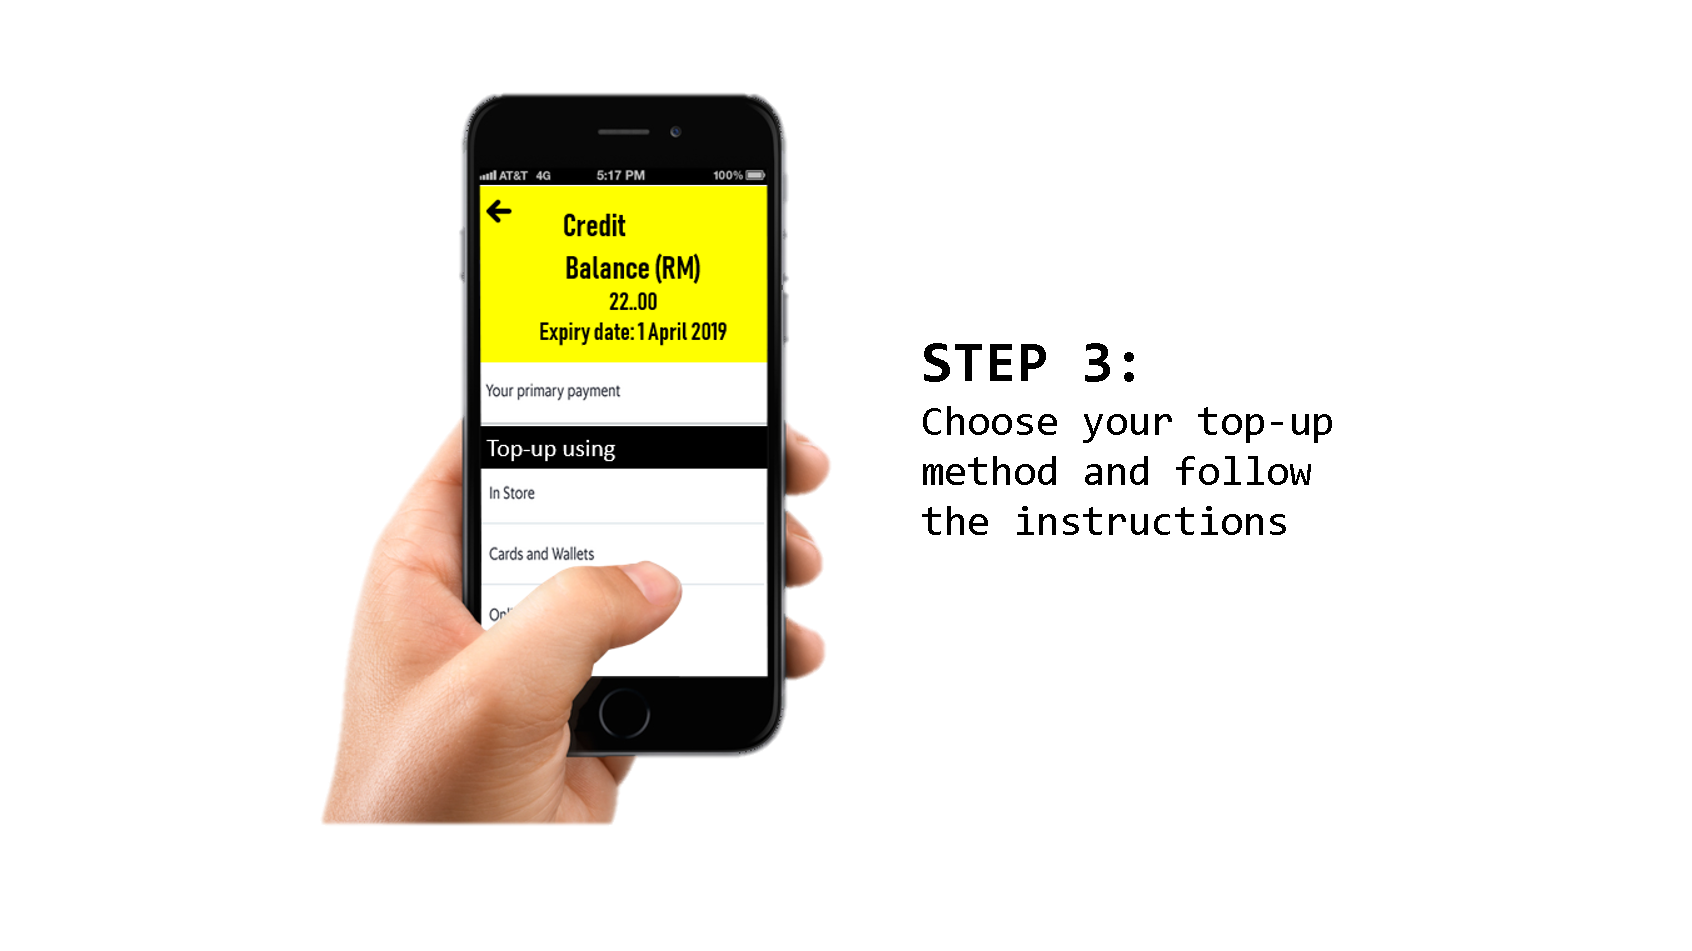 AT&T 4G 5:17 PM 100%
Credit
Balance (RM)
22..00
Expiry date: 1 April 2019
Your primary payment
Top-up using
In Store
Cards and Wallets
STEP 3:
Choose your top-up
method and follow
the instructions